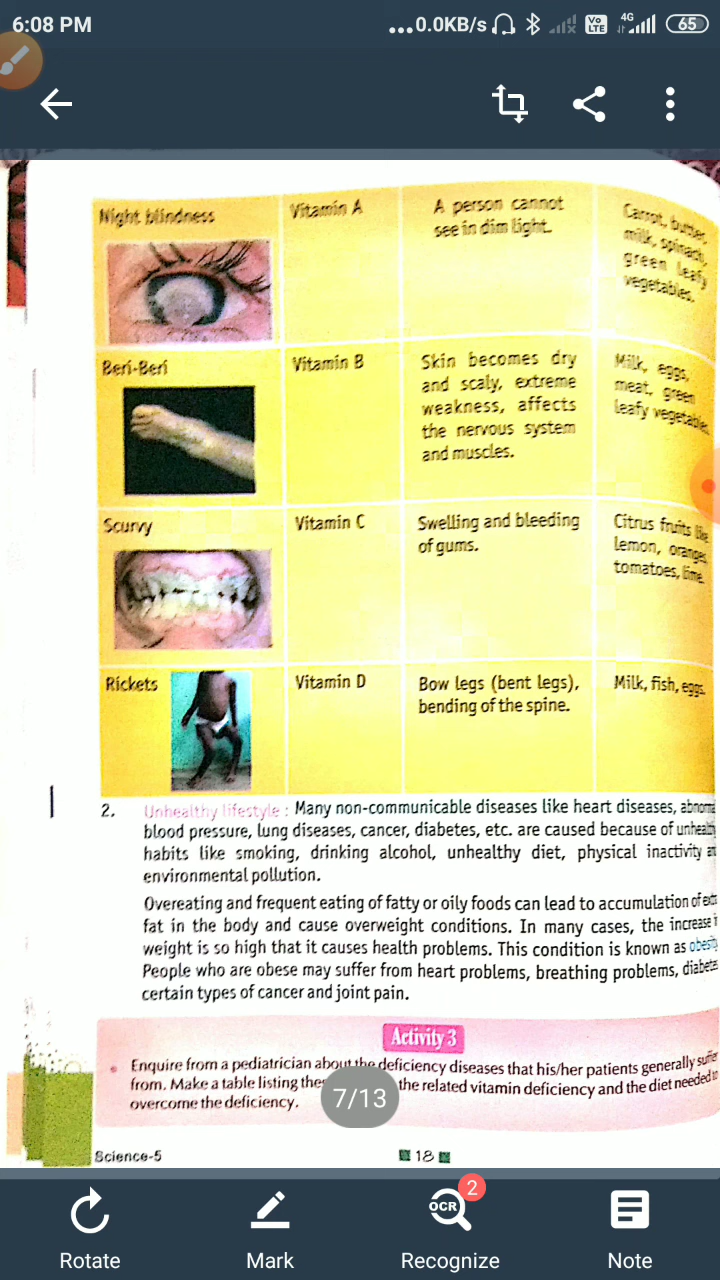 6:08 PM
...0.0KB/s
Vo LTE
4G
65
Night blindness
Vitamin A
A person cannot
see in dim light.
Carrot, butter,
milk, spinach,
green leafy
vegetables.
Beri-Beri
Vitamin B
Skin becomes dry
and scaly, extreme
weakness, affects
the nervous system
and muscles.
Milk, eggs,
meat, green
leafy vegetables
Scurvy
Vitamin C
Swelling and bleeding
of gums.
Citrus fruits like
lemon, oranges
tomatoes, lime.
Rickets
Vitamin D
Bow legs (bent legs),
bending of the spine.
Milk, fish, eggs.
2. Unhealthy lifestyle : Many non-communicable diseases like heart diseases,
blood pressure, lung diseases, cancer, diabetes, etc. are caused because of
habits like smoking, drinking alcohol, unhealthy diet, physical inactivity
environmental pollution.
Overeating and frequent eating of fatty or oily foods can lead to accumulation of
fat in the body and cause overweight conditions. In many cases, the increase
weight is so high that it causes health problems. This condition is known as obesity
People who are obese may suffer from heart problems, breathing problems, diabetes
certain types of cancer and joint pain.
Activity 3
Enquire from a pediatrician about the deficiency diseases that his/her patients generally suffer
from. Make a table listing the related vitamin deficiency and the diet needed to
overcome the deficiency.
7/13
Science-5
18
2
OCR
Rotate
Mark
Recognize
Note